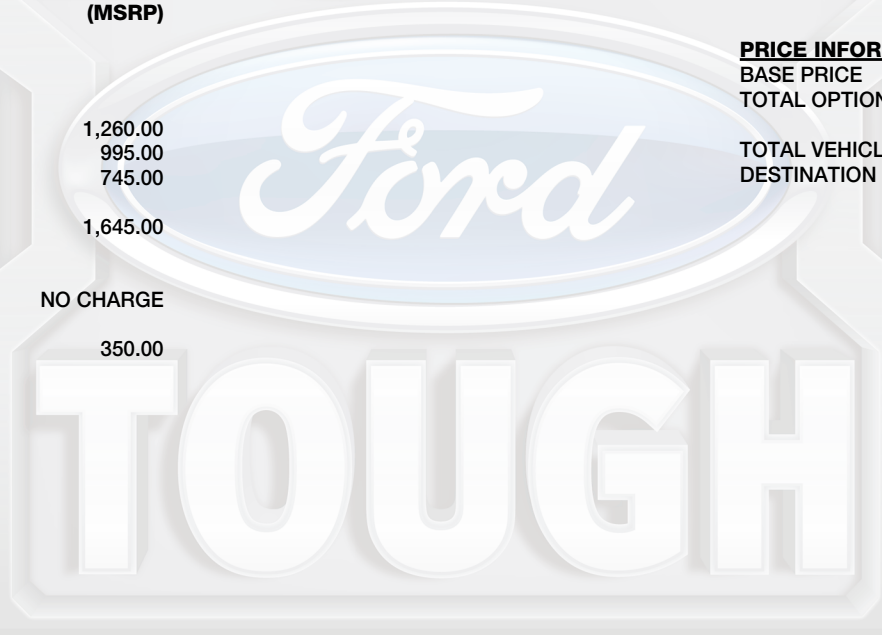 (MSRP)
1,260.00
995.00
745.00
1,645.00
NO CHARGE
350.00
PRICE INFOR
BASE PRICE
TOTAL OPTION
TOTAL VEHICL
DESTINATION
Ford
TOUGH